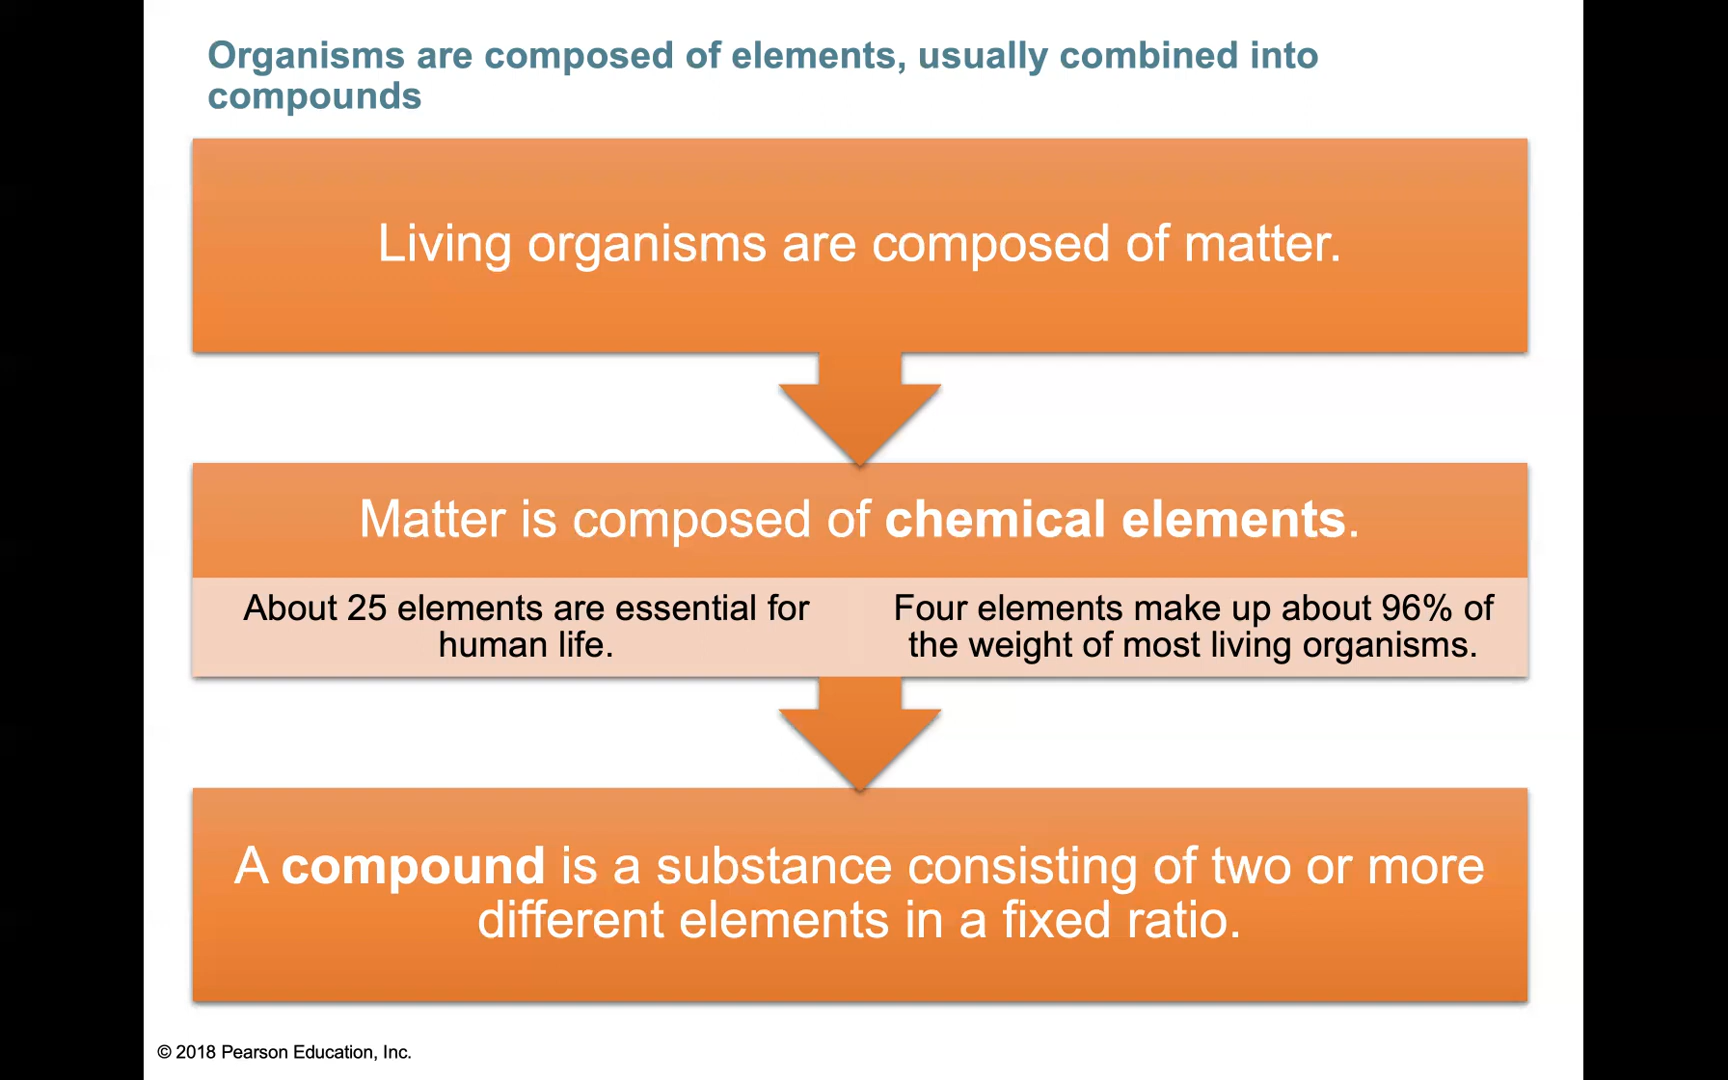 Organisms are composed of elements, usually combined into
compounds
Living organisms are composed of matter.
Matter is composed of chemical elements.
About 25 elements are essential for
human life.
Four elements make up about 96% of
the weight of most living organisms.
A compound is a substance consisting of two or more
different elements in a fixed ratio.
© 2018 Pearson Education, Inc.